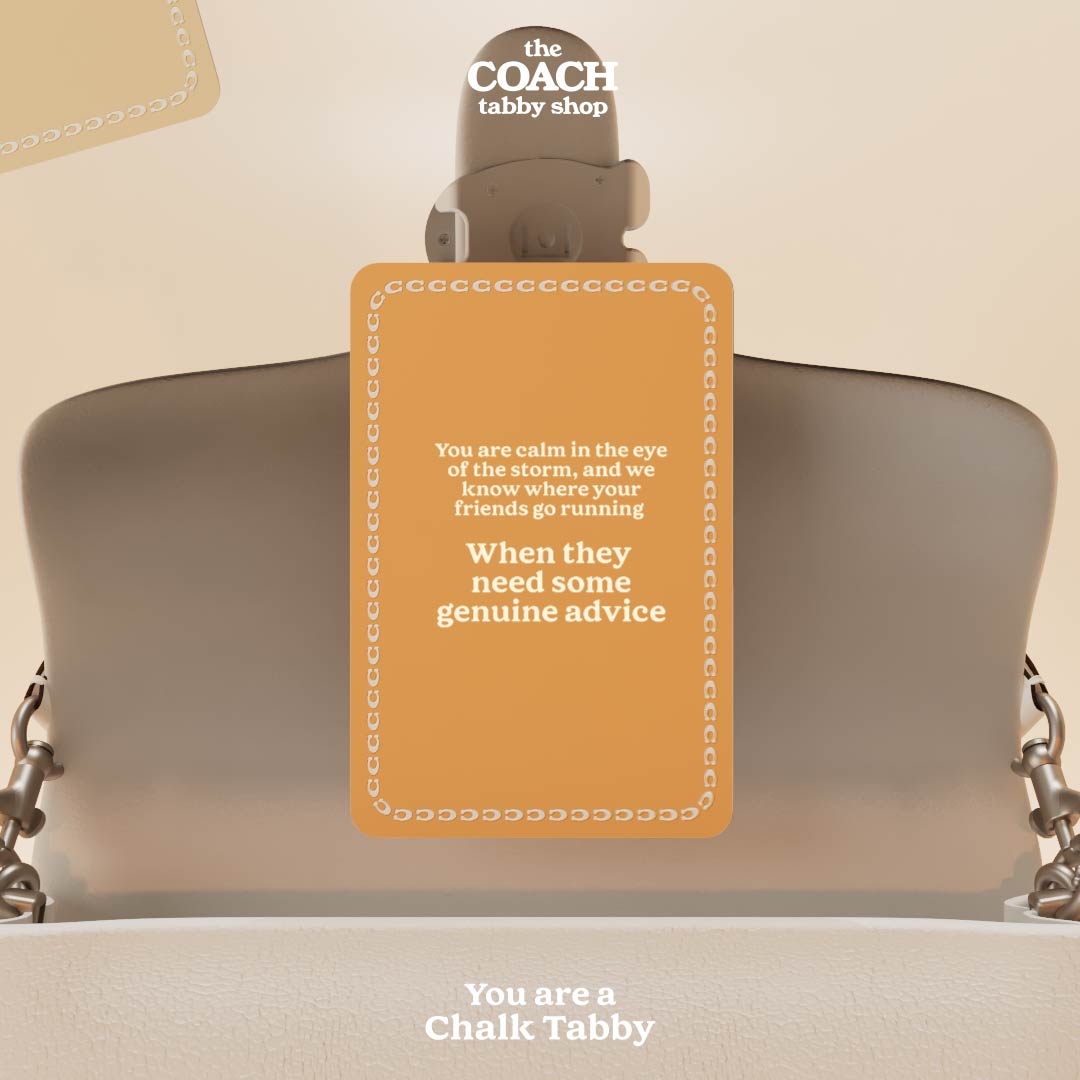 the
COACH
tabby shop
You are calm in the eye
of the storm, and we
know where your
friends go running
When they
need some
genuine advice
You are a
Chalk Tabby